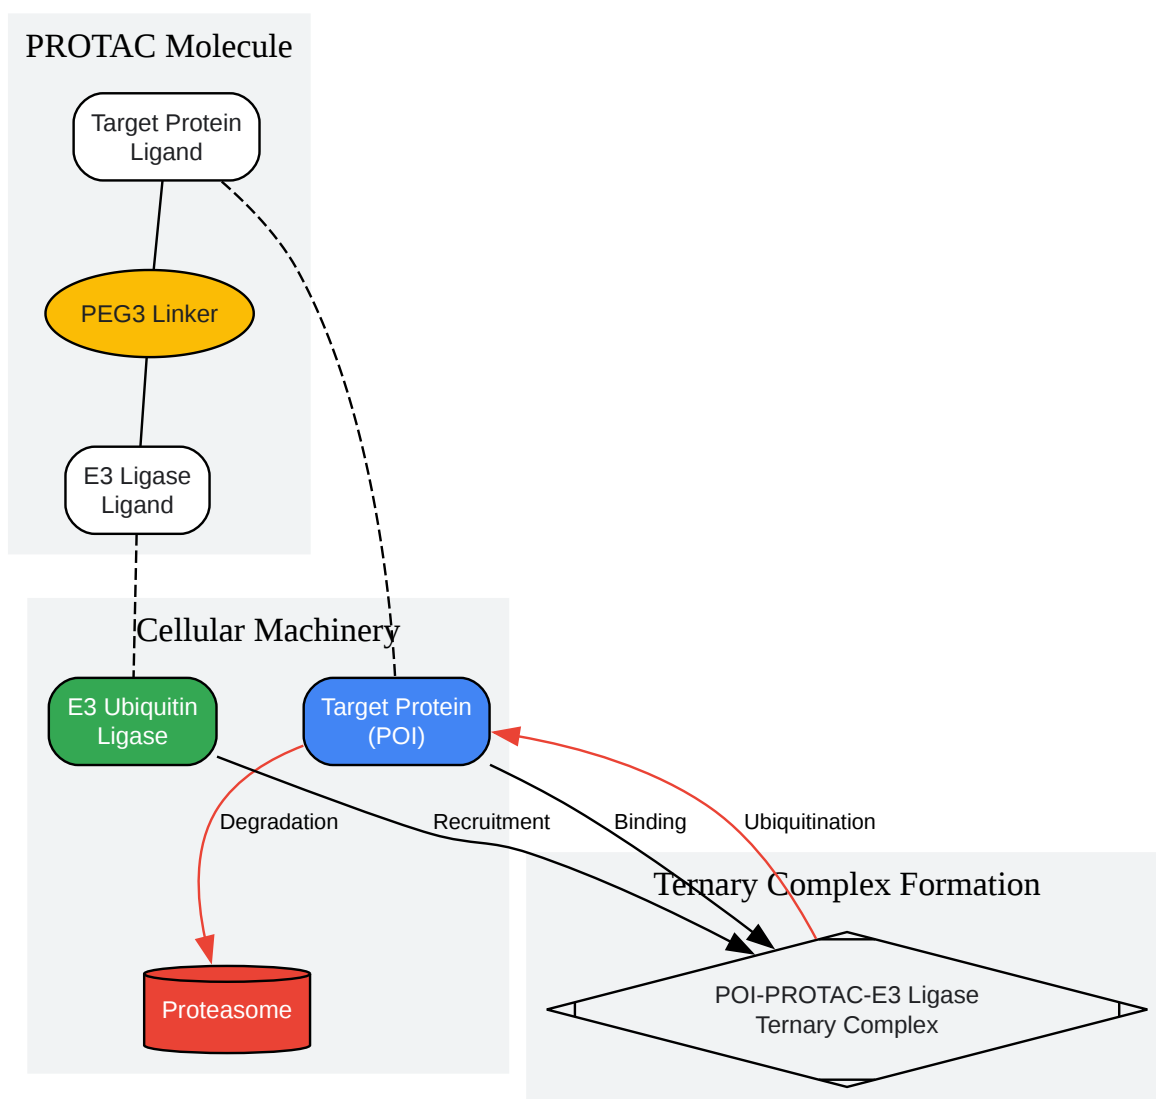 PROTAC Molecule
Target Protein
Ligand
PEG3 Linker
E3 Ligase
Ligand
Cellular Machinery
E3 Ubiquitin
Ligase
Target Protein
(POI)
Degradation
Recruitment
Binding
Ubiquitination
Ternary Complex Formation
Proteasome
POI-PROTAC-E3 Ligase
Ternary Complex